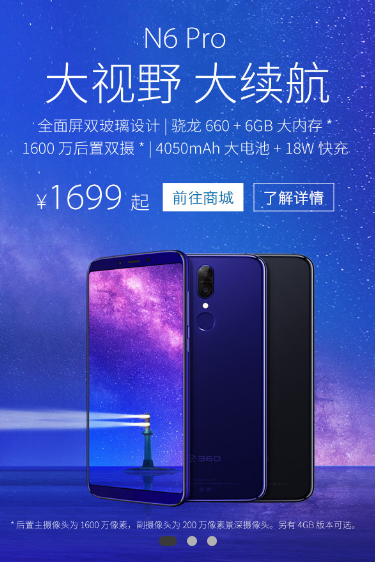 N6 Pro
大视野 大续航
全面屏双玻璃设计 | 骁龙 660 + 6GB 大内存 *
1600 万后置双摄 * | 4050mAh 大电池 + 18W 快充
¥1699 起 前往商城 了解详情
360
* 后置主摄像头为 1600 万像素，副摄像头为 200 万像素景深摄像头。另有 4GB 版本可选。